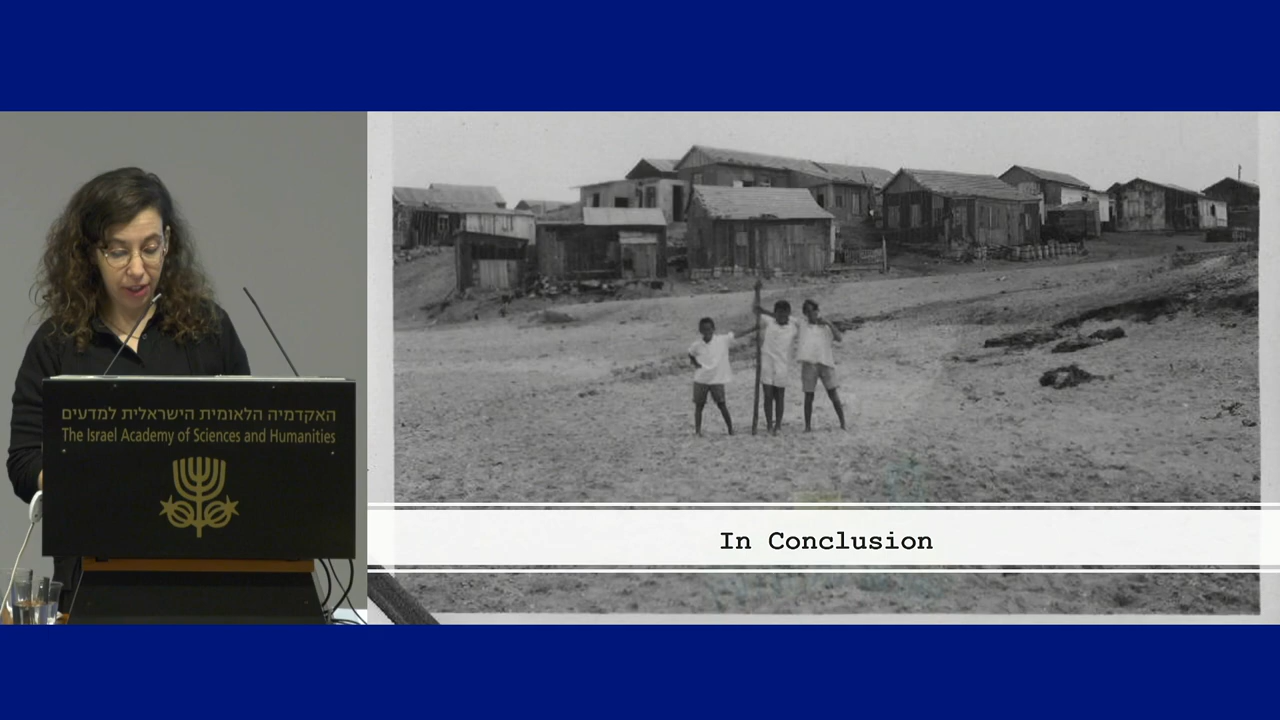 האקדמיה הלאומית הישראלית למדעים
The Israel Academy of Sciences and Humanities
In Conclusion